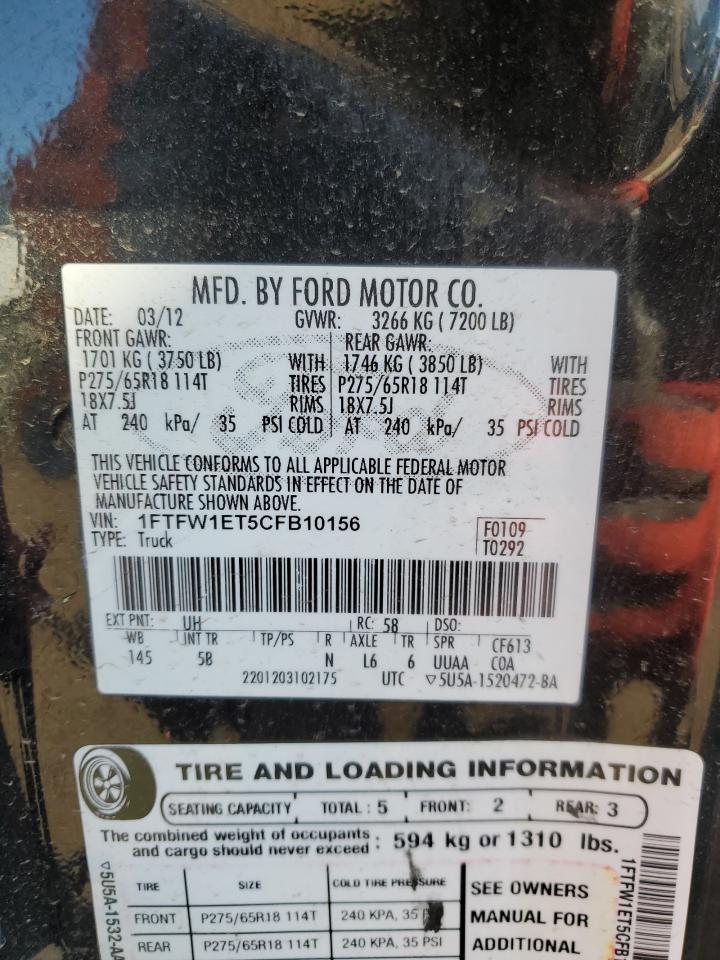 MFD. BY FORD MOTOR CO.
DATE: 03/12 GVWR: 3266 KG ( 7200 LB)
FRONT GAWR: REAR GAWR:
1701 KG ( 3750 LB) WITH 1746 KG ( 3850 LB) WITH
P275/65R18 114T TIRES P275/65R18 114T TIRES
18X7.5J RIMS 18X7.5J RIMS
AT 240 kPa/ 35 PSI COLD AT 240 kPa/ 35 PSI COLD
THIS VEHICLE CONFORMS TO ALL APPLICABLE FEDERAL MOTOR
VEHICLE SAFETY STANDARDS IN EFFECT ON THE DATE OF
MANUFACTURE SHOWN ABOVE.
VIN: 1FTFW1ET5CFB10156 F0109
TYPE: Truck T0292
EXT PNT: UH RC: 58 DSO:
WB INT TR TP/PS R AXLE TR SPR CF613
145 5B N L6 6 UUAA COA
2201203102175 UTC ▽5U5A-1520472-BA
TIRE AND LOADING INFORMATION
SEATING CAPACITY TOTAL : 5 FRONT: 2 REAR: 3
The combined weight of occupants and cargo should never exceed : 594 kg or 1310 lbs.
TIRE SIZE COLD TIRE PRESSURE SEE OWNERS
FRONT P275/65R18 114T 240 KPA, 35 MANUAL FOR
REAR P275/65R18 114T 240 KPA, 35 PSI ADDITIONAL
▽5U5A-1532-AA
1FTFW1ET5CFB